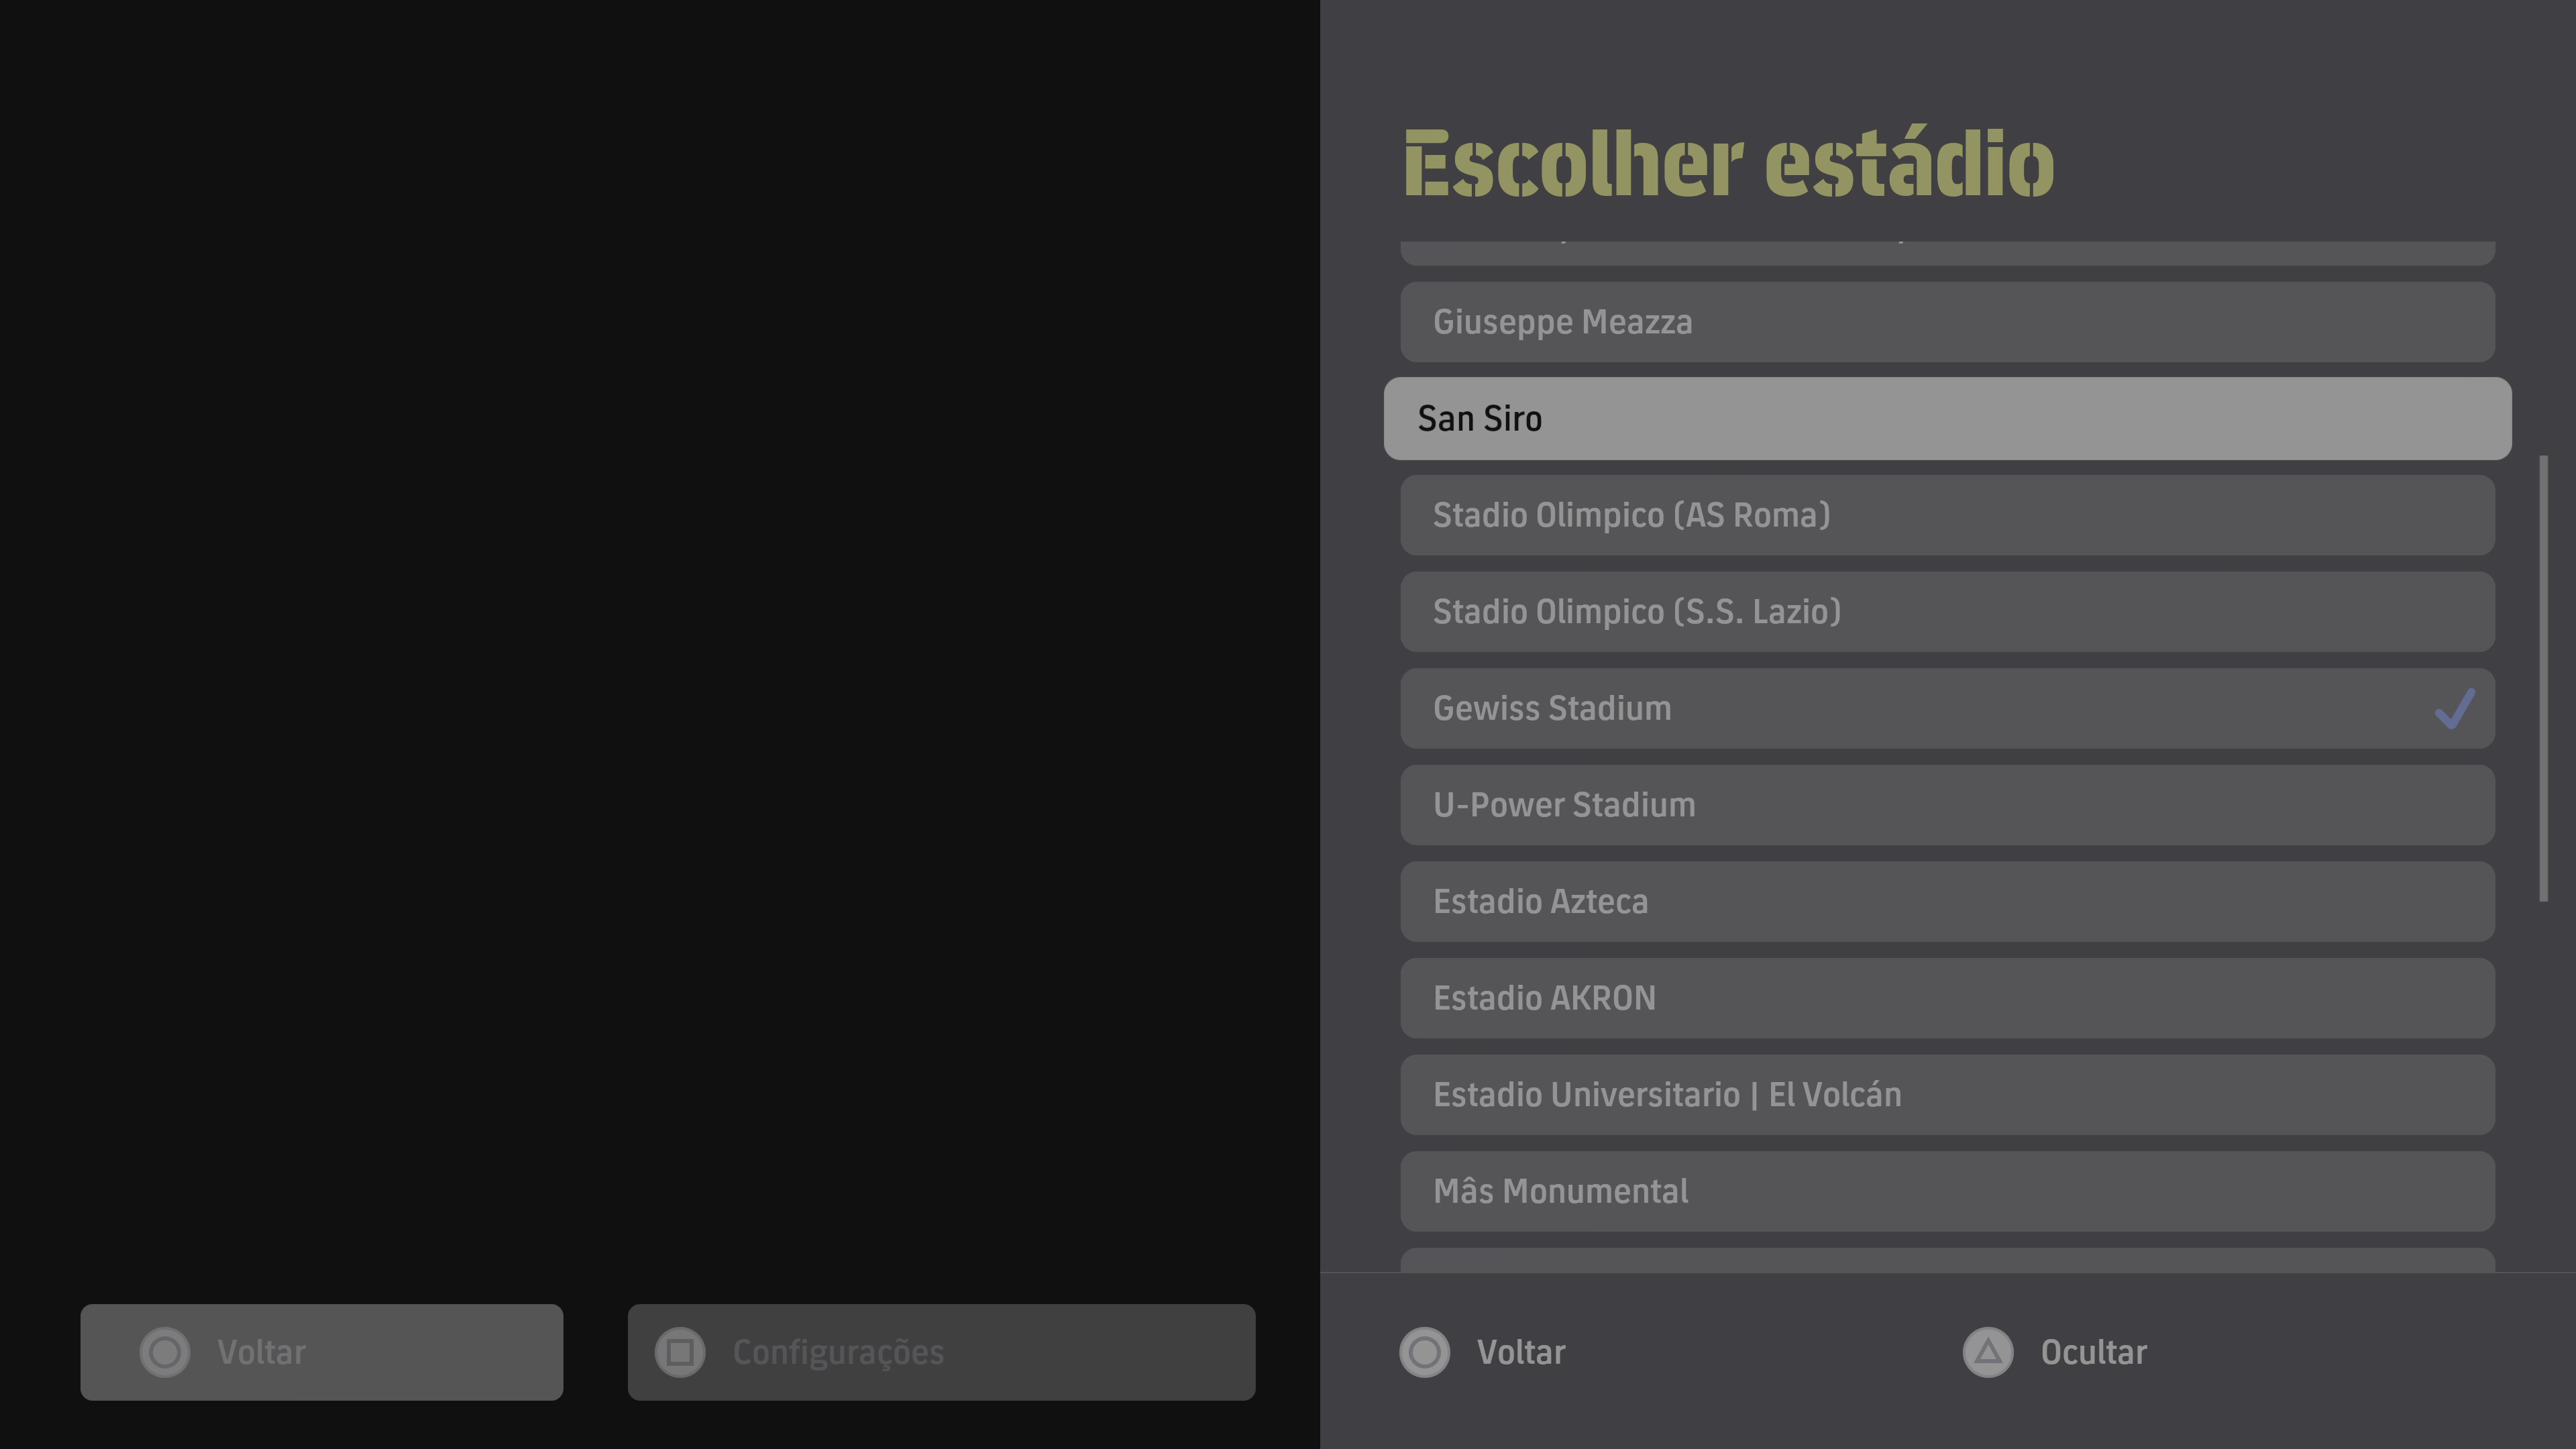 Escolher estádio
Giuseppe Meazza
San Siro
Stadio Olimpico (AS Roma)
Stadio Olimpico (S.S. Lazio)
Gewiss Stadium
U-Power Stadium
Estadio Azteca
Estadio AKRON
Estadio Universitario | El Volcán
Mâs Monumental
Voltar
Configurações
Voltar
Ocultar